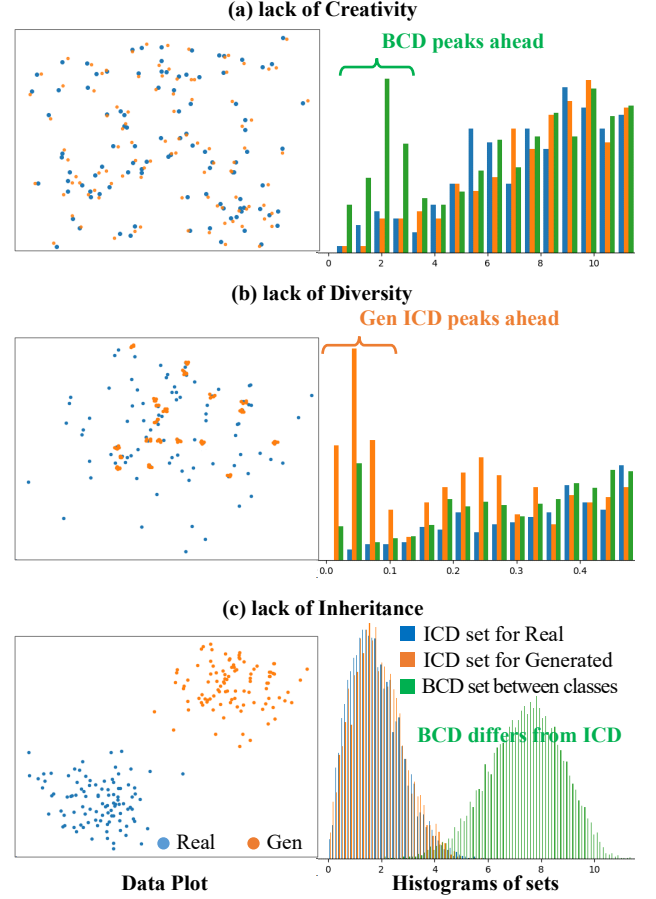 (a) lack of Creativity
BCD peaks ahead
0 2 4 6 8 10
(b) lack of Diversity
Gen ICD peaks ahead
0.0 0.1 0.2 0.3 0.4
(c) lack of Inheritance
ICD set for Real
ICD set for Generated
BCD set between classes
BCD differs from ICD
Real Gen
0 2 4 6 8 10
Data Plot Histograms of sets